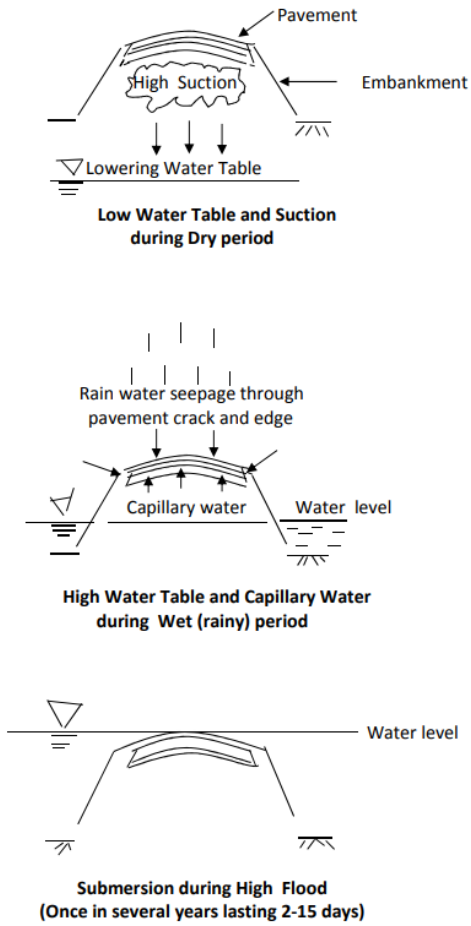 Pavement
High Suction
Embankment
Lowering Water Table
Low Water Table and Suction
during Dry period
Rain water seepage through
pavement crack and edge
Capillary water
Water level
High Water Table and Capillary Water
during Wet (rainy) period
Water level
Submersion during High Flood
(Once in several years lasting 2-15 days)